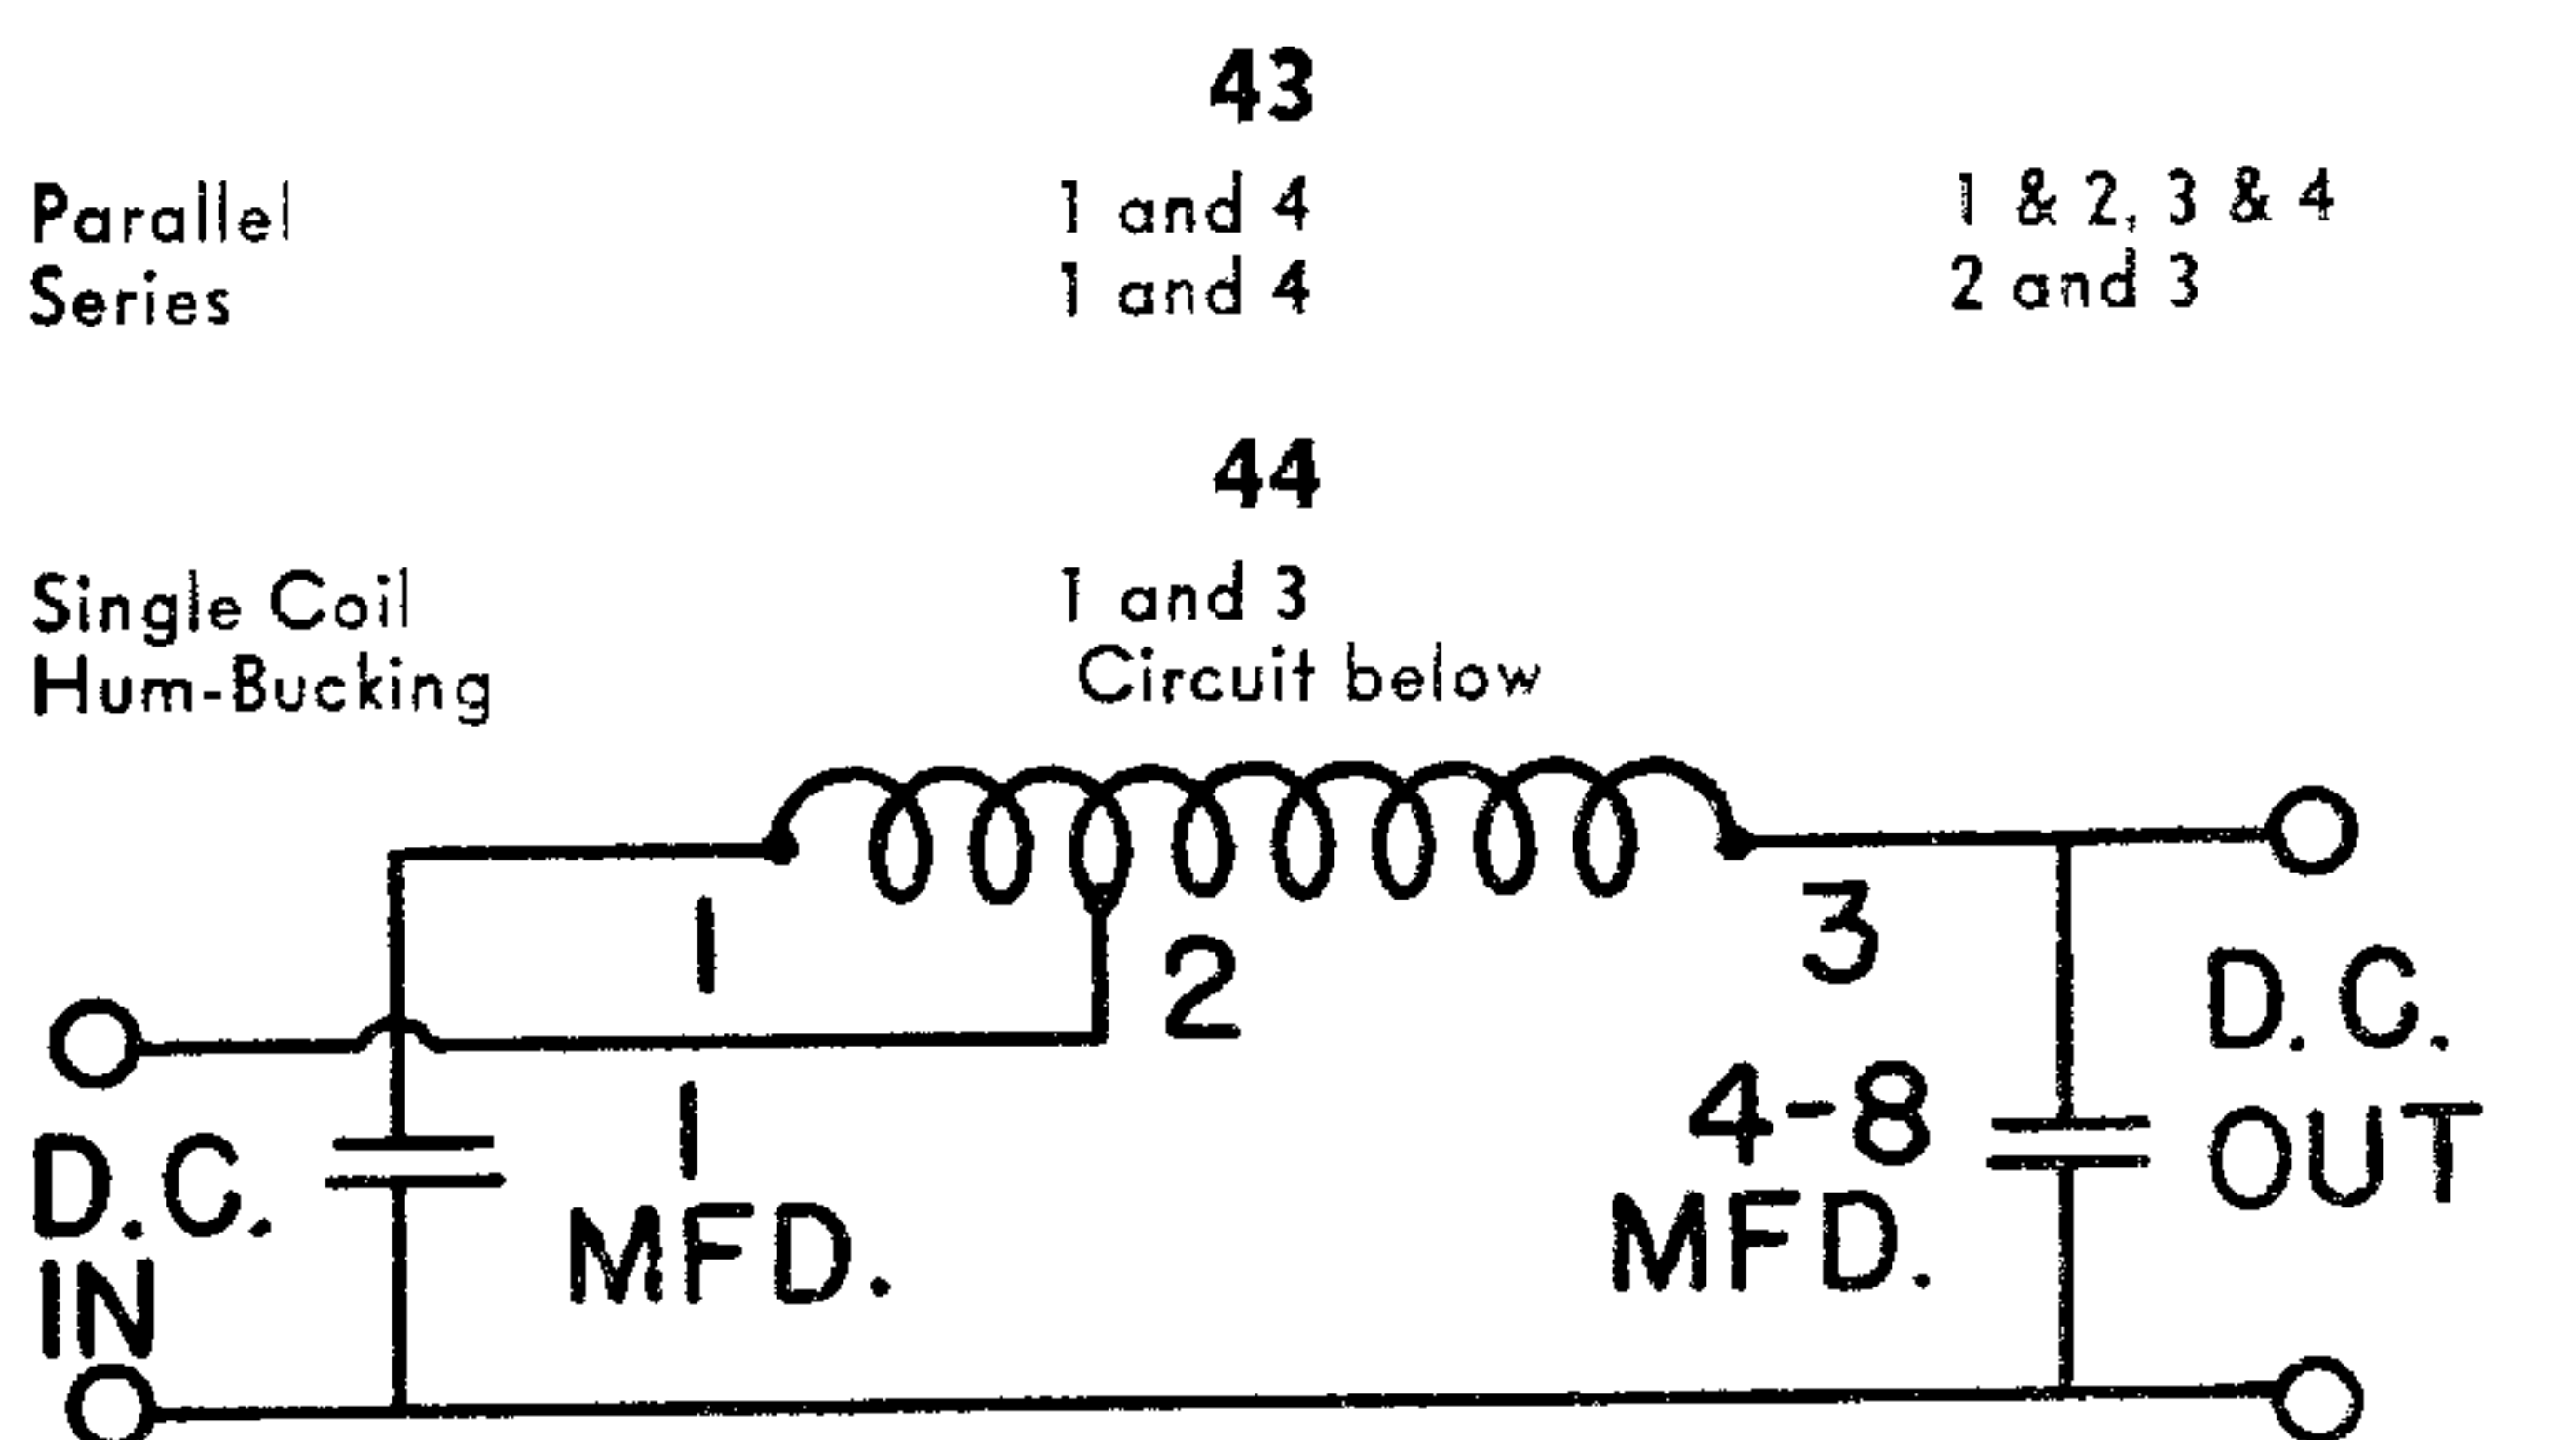 43
Parallel 1 and 4 1 & 2, 3 & 4
Series 1 and 4 2 and 3
44
Single Coil 1 and 3
Hum-Bucking Circuit below
1 2 3
D.C. IN
1 MFD.
4-8 MFD.
D.C. OUT